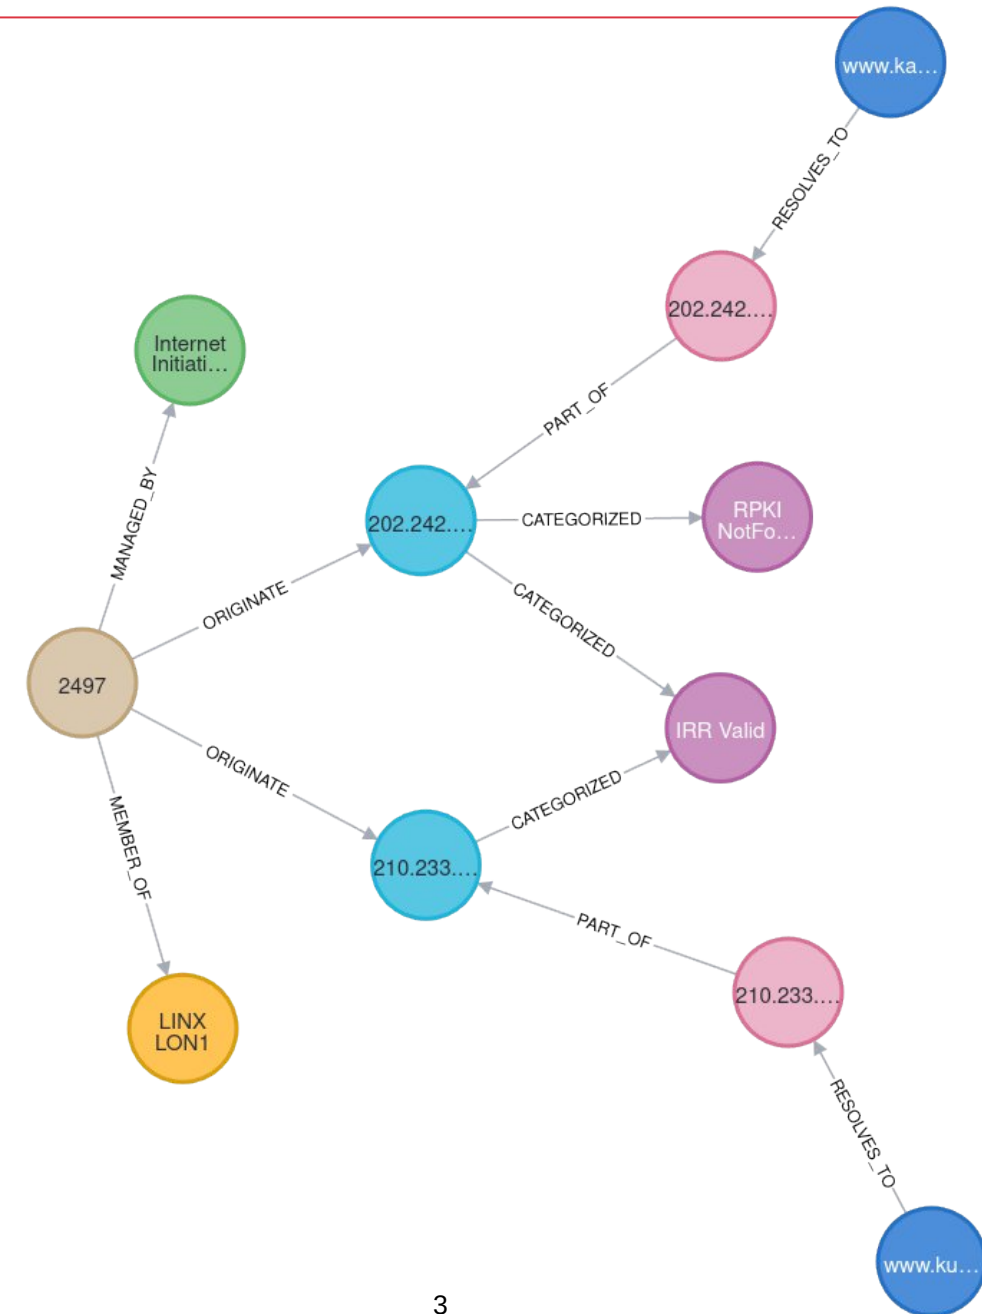 www.ka…
RESOLVES_TO
202.242.…
Internet
Initiati…
PART_OF
MANAGED_BY
202.242.…
CATEGORIZED
RPKI
NotFo…
ORIGINATE
CATEGORIZED
2497
IRR Valid
ORIGINATE
CATEGORIZED
MEMBER_OF
210.233.…
PART_OF
210.233.…
LINX
LON1
RESOLVES_TO
www.ku…
3